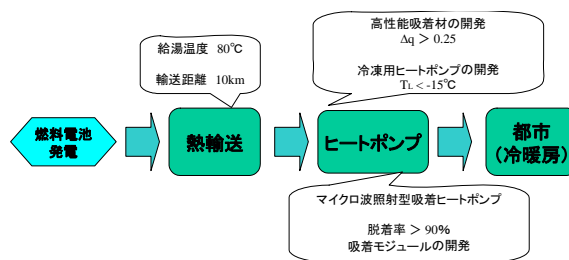 給湯温度 80℃
輸送距離 10km
高性能吸着材の開発
Δq > 0.25
冷凍用ヒートポンプの開発
TL < -15℃
燃料電池
発電
熱輸送
ヒートポンプ
都市
（冷暖房）
マイクロ波照射型吸着ヒートポンプ
脱着率 > 90%
吸着モジュールの開発